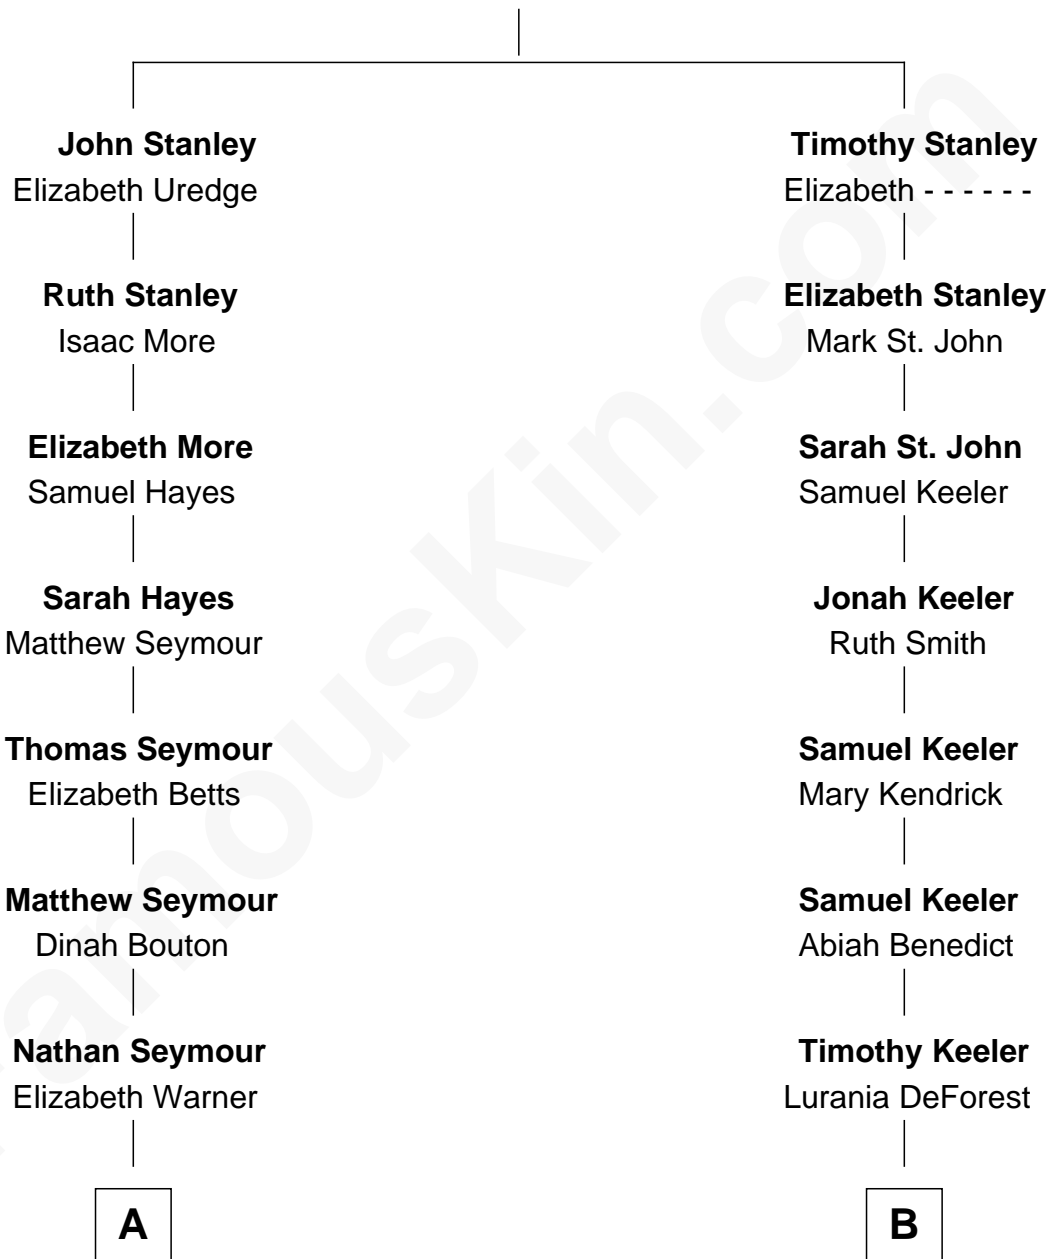 John Stanley
Elizabeth Uredge
Ruth Stanley
Isaac More
Elizabeth More
Samuel Hayes
Sarah Hayes
Matthew Seymour
Thomas Seymour
Elizabeth Betts
Matthew Seymour
Dinah Bouton
Nathan Seymour
Elizabeth Warner
A
Timothy Stanley
Elizabeth - - - - - -
Elizabeth Stanley
Mark St. John
Sarah St. John
Samuel Keeler
Jonah Keeler
Ruth Smith
Samuel Keeler
Mary Kendrick
Samuel Keeler
Abiah Benedict
Timothy Keeler
Lurania DeForest
B
FamousKin.com